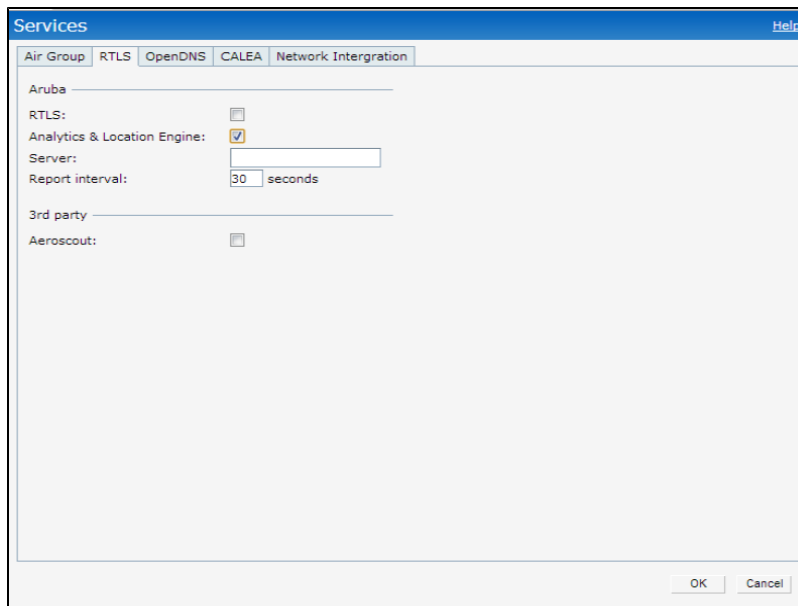 Services Help
Air Group RTLS OpenDNS CALEA Network Intergration
Aruba
RTLS:
Analytics & Location Engine:
Server:
Report interval: 30 seconds
3rd party
Aeroscout:
OK Cancel